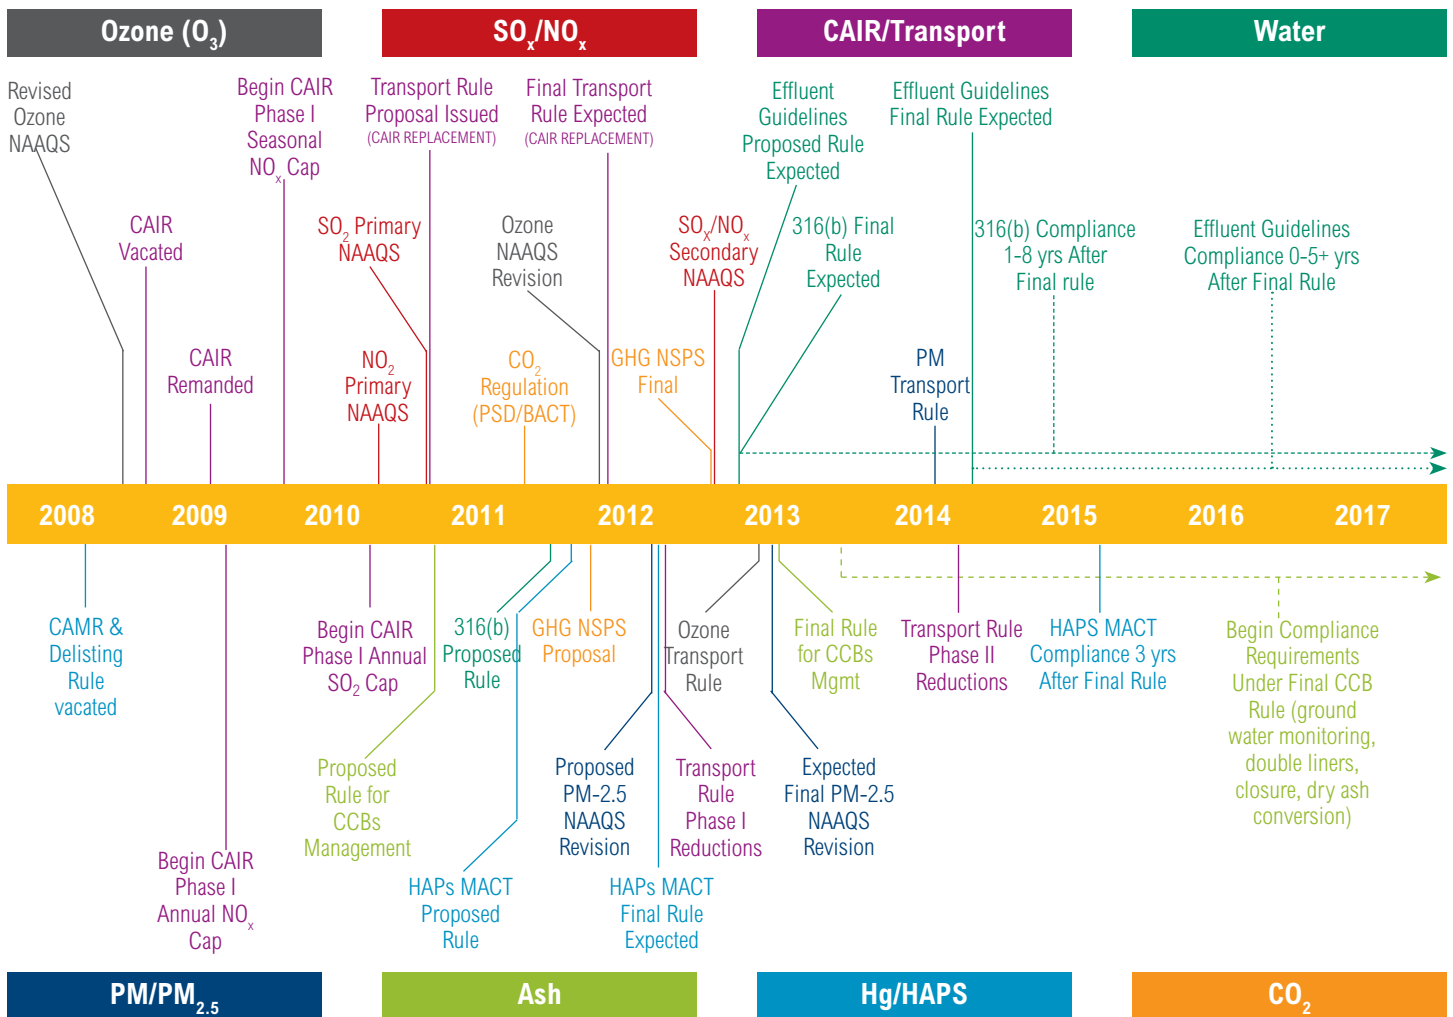 Ozone (O3)
SOx/NOx
CAIR/Transport
Water
Revised
Ozone
NAAQS
CAIR
Vacated
CAIR
Remanded
Begin CAIR
Phase I
Seasonal
NOx Cap
SO2 Primary
NAAQS
NO2
Primary
NAAQS
Transport Rule
Proposal Issued
(CAIR REPLACEMENT)
CO2
Regulation
(PSD/BACT)
Ozone
NAAQS
Revision
Final Transport
Rule Expected
(CAIR REPLACEMENT)
GHG NSPS
Final
SOX/NOx
Secondary
NAAQS
Effluent
Guidelines
Proposed Rule
Expected
316(b) Final
Rule
Expected
Effluent Guidelines
Final Rule Expected
PM
Transport
Rule
316(b) Compliance
1-8 yrs After
Final rule
Effluent Guidelines
Compliance 0-5+ yrs
After Final Rule
2008 2009 2010 2011 2012 2013 2014 2015 2016 2017
CAMR &
Delisting
Rule
vacated
Begin CAIR
Phase I
Annual NOx
Cap
Begin CAIR
Phase I Annual
SO2 Cap
Proposed
Rule for
CCBs
Management
316(b)
Proposed
Rule
HAPs MACT
Proposed
Rule
GHG NSPS
Proposal
Proposed
PM-2.5
NAAQS
Revision
HAPs MACT
Final Rule
Expected
Transport
Rule
Phase I
Reductions
Ozone
Transport
Rule
Expected
Final PM-2.5
NAAQS
Revision
Final Rule
for CCBs
Mgmt
Transport Rule
Phase II
Reductions
HAPS MACT
Compliance 3 yrs
After Final Rule
Begin Compliance
Requirements
Under Final CCB
Rule (ground
water monitoring,
double liners,
closure, dry ash
conversion)
PM/PM2.5
Ash
Hg/HAPS
CO2